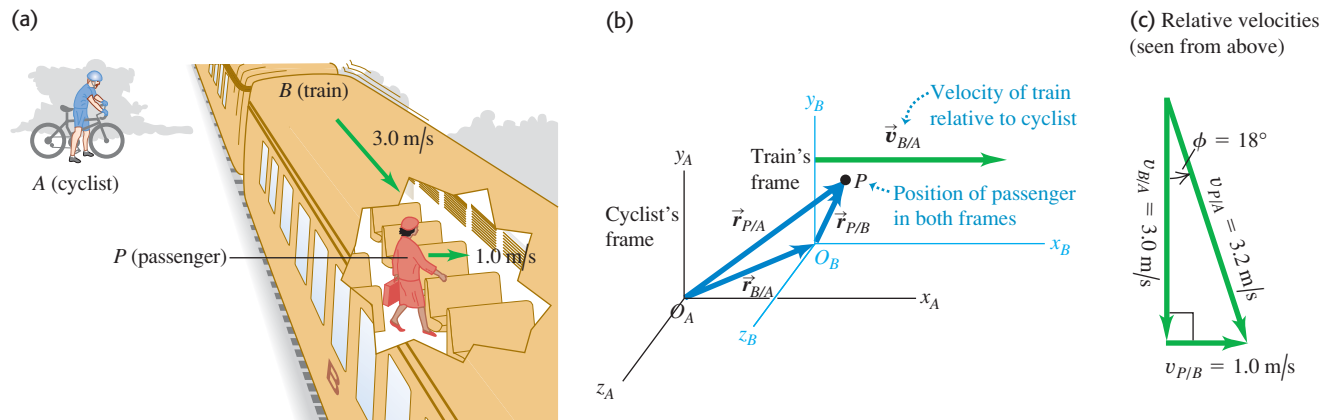 (a)
B (train)
3.0 m/s
A (cyclist)
P (passenger)
1.0 m/s
B
(b)
y_B
Velocity of train
relative to cyclist
v⃗_B/A
y_A
Train's
frame
P
Position of passenger
in both frames
Cyclist's
frame
r⃗_P/A
r⃗_P/B
x_B
O_B
r⃗_B/A
x_A
O_A
z_B
z_A
(c) Relative velocities
(seen from above)
ϕ = 18°
v_B/A = 3.0 m/s
v_P/A = 3.2 m/s
v_P/B = 1.0 m/s